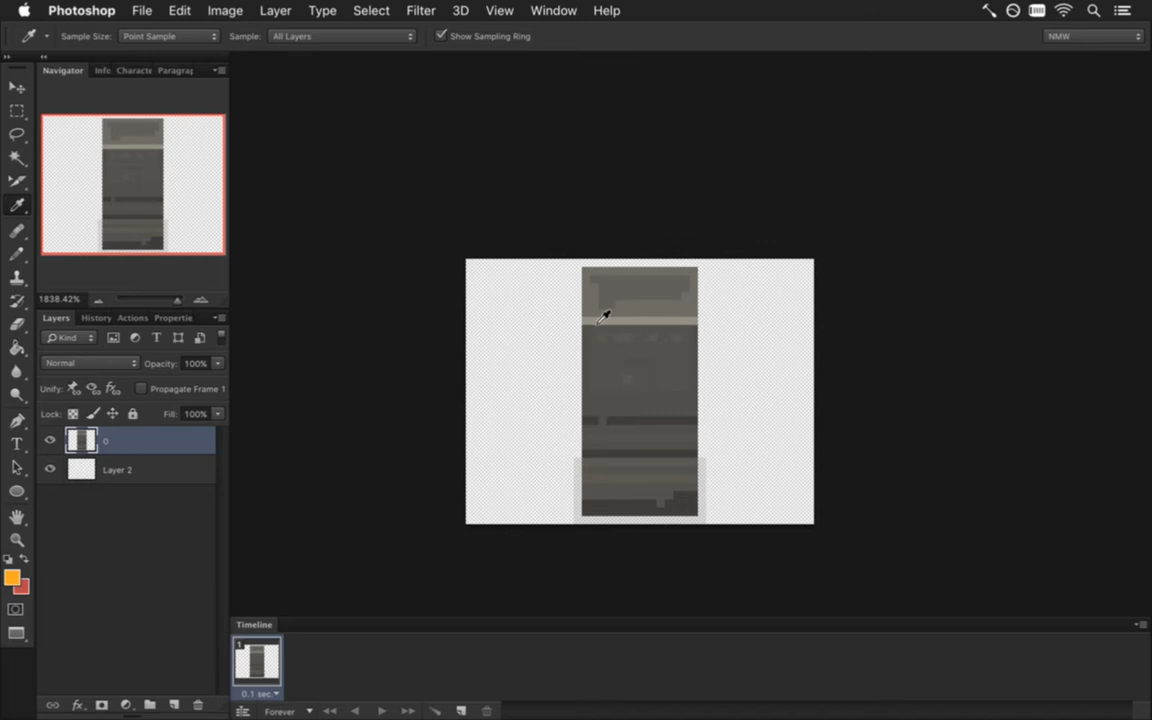 Photoshop File Edit Image Layer Type Select Filter 3D View Window Help
Sample Size: Point Sample Sample: All Layers Show Sampling Ring NMW
Navigator Info Characte Paragrap
1838.42%
Layers History Actions Propertie
Kind
Normal Opacity: 100%
Unify: Propagate Frame 1
Lock: Fill: 100%
0
Layer 2
Timeline
1
0.1 sec.
Forever